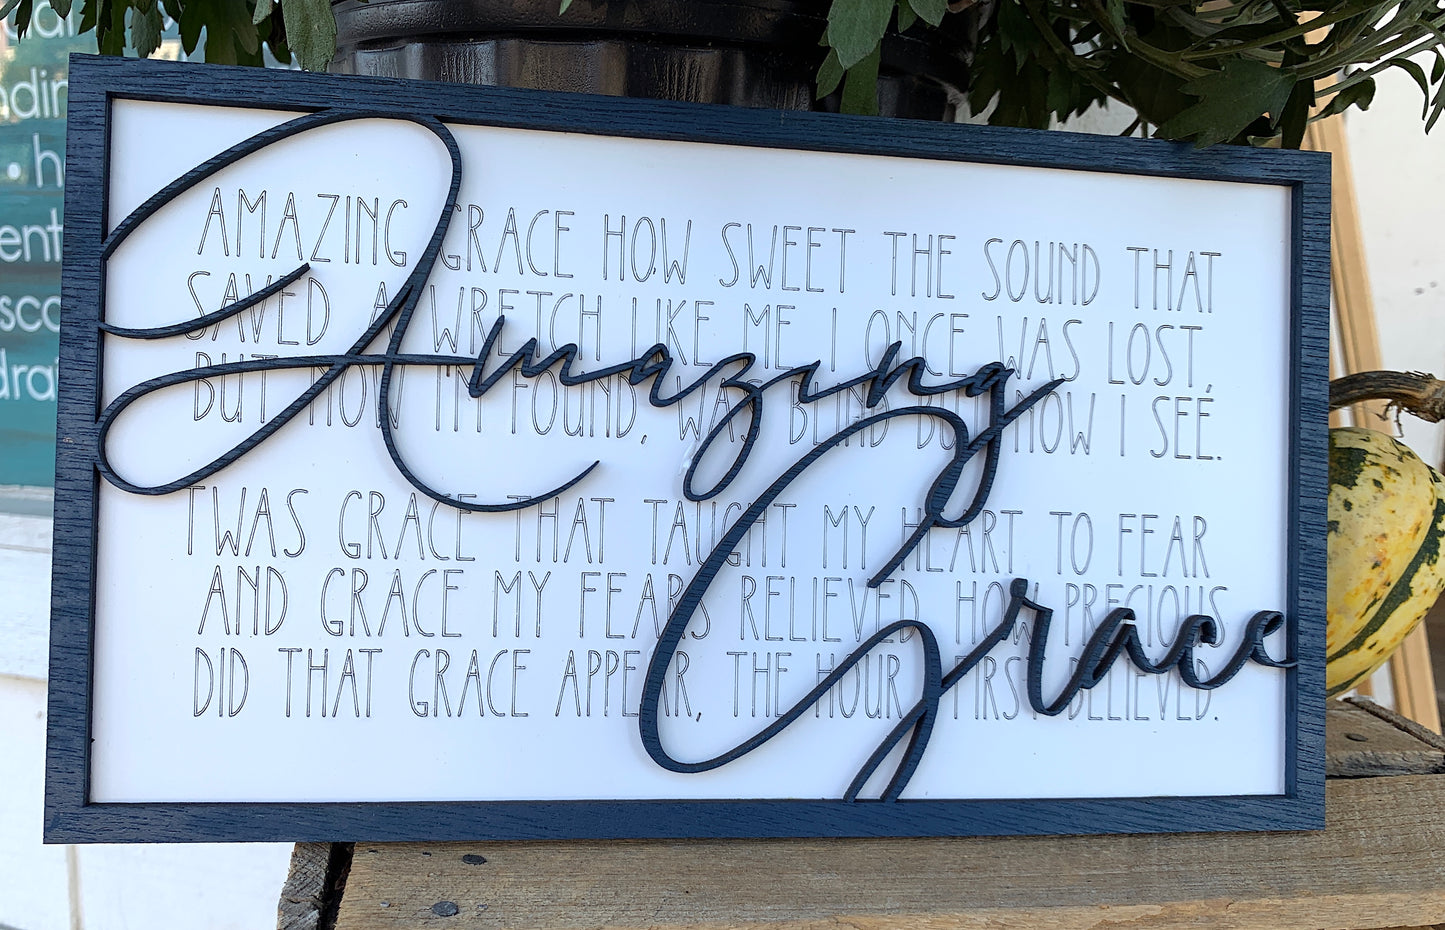 AMAZING GRACE HOW SWEET THE SOUND THAT
SAVED A WRETCH LIKE ME I ONCE WAS LOST,
BUT NOW I'M FOUND, WAS BLIND BUT NOW I SEE.
Amazing
TWAS GRACE THAT TAUGHT MY HEART TO FEAR
AND GRACE MY FEARS RELIEVED HOW PRECIOUS
DID THAT GRACE APPEAR, THE HOUR I FIRST BELIEVED.
Grace